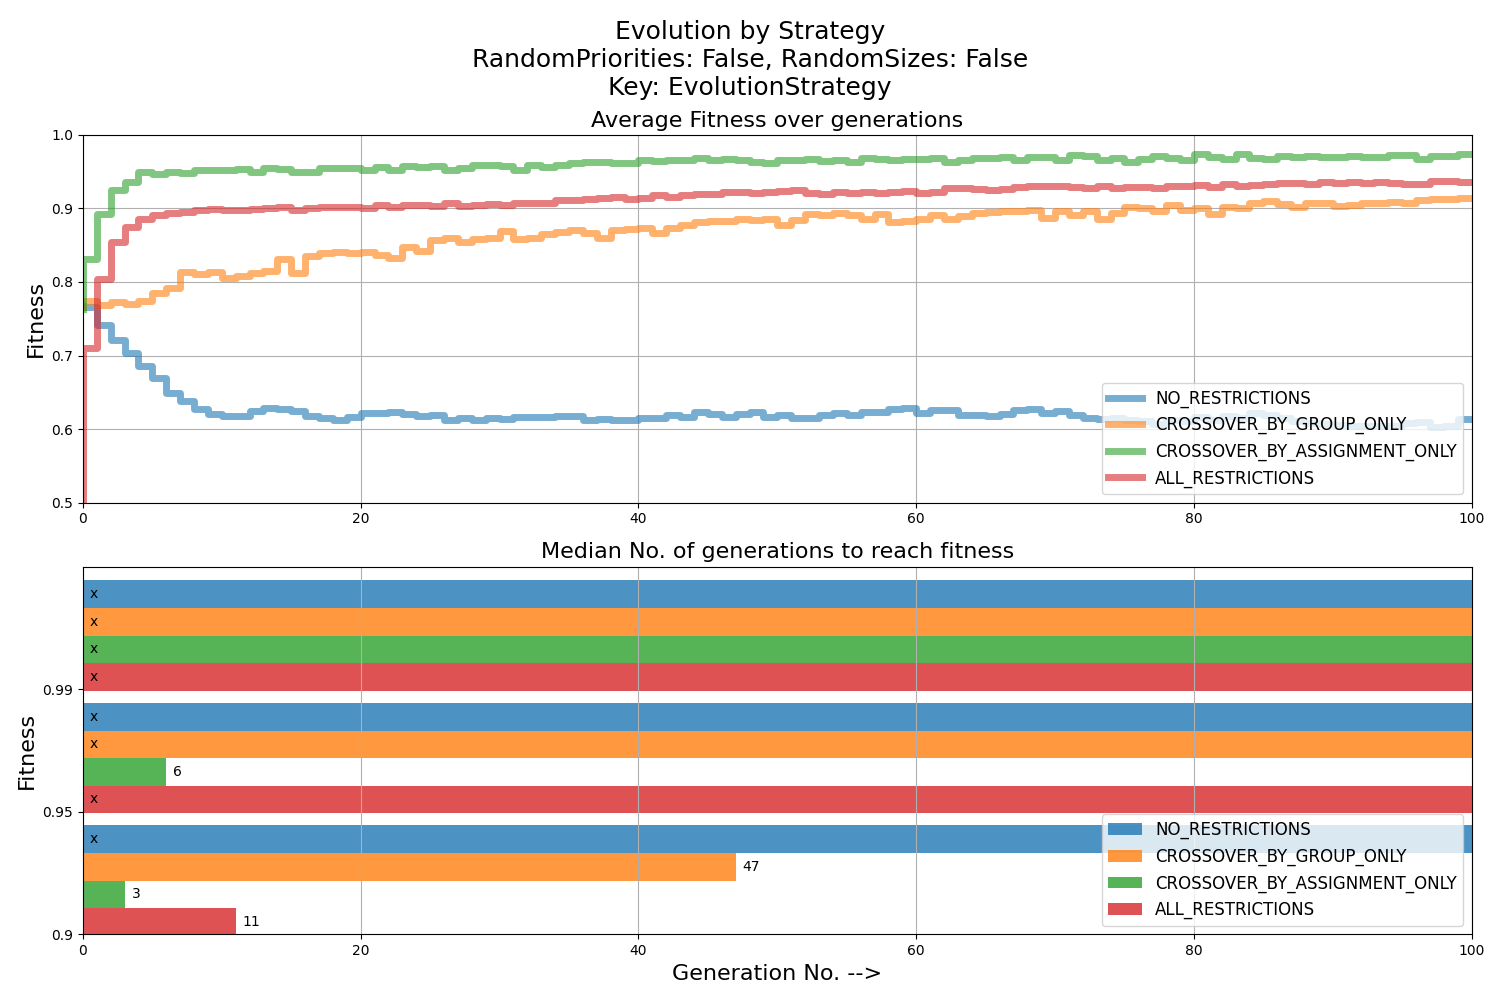 Evolution by Strategy
RandomPriorities: False, RandomSizes: False
Key: EvolutionStrategy
Average Fitness over generations
1.0
0.9
0.8
0.7
0.6
0.5
Fitness
NO_RESTRICTIONS
CROSSOVER_BY_GROUP_ONLY
CROSSOVER_BY_ASSIGNMENT_ONLY
ALL_RESTRICTIONS
0 20 40 60 80 100
Median No. of generations to reach fitness
x
x
x
x
0.99
x
x
6
x
0.95
Fitness
x
47
3
11
0.9
NO_RESTRICTIONS
CROSSOVER_BY_GROUP_ONLY
CROSSOVER_BY_ASSIGNMENT_ONLY
ALL_RESTRICTIONS
0 20 40 60 80 100
Generation No. -->